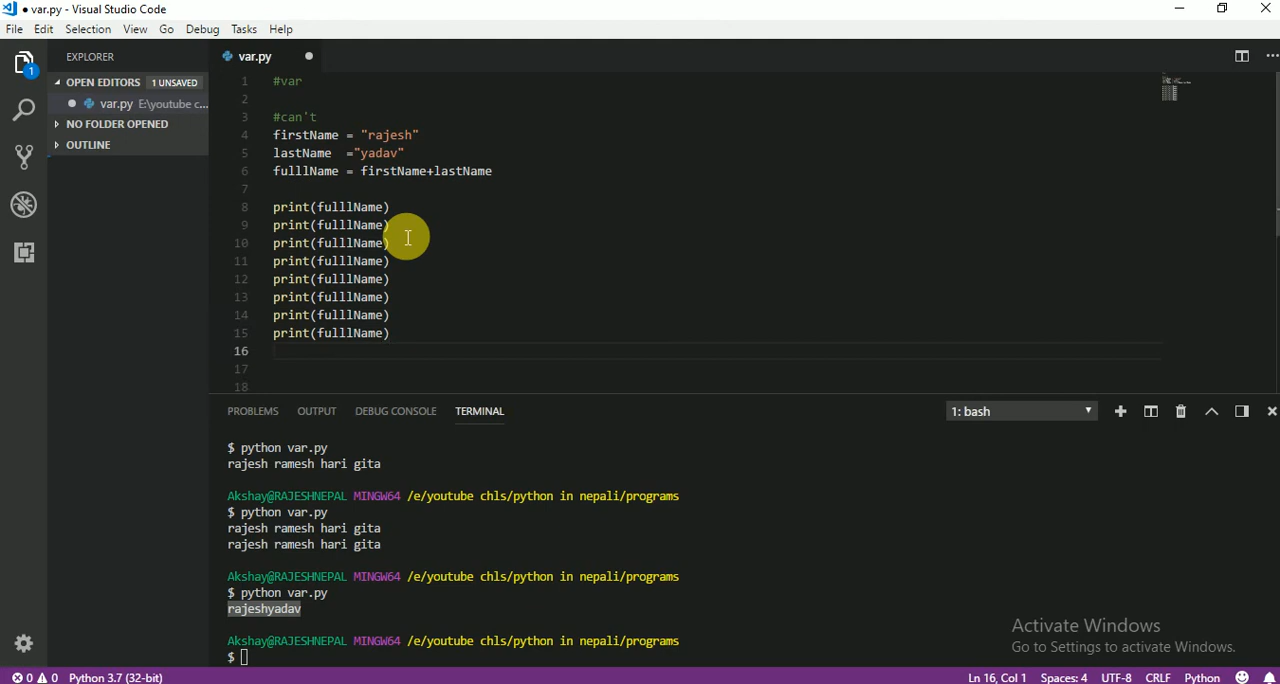 ● var.py - Visual Studio Code
File Edit Selection View Go Debug Tasks Help
EXPLORER
OPEN EDITORS 1 UNSAVED
● var.py E:\youtube c...
NO FOLDER OPENED
OUTLINE
1
var.py ●
1 #var
2
3 #can't
4 firstName = "rajesh"
5 lastName ="yadav"
6 fulllName = firstName+lastName
7
8 print(fulllName)
9 print(fulllName)
10 print(fulllName)
11 print(fulllName)
12 print(fulllName)
13 print(fulllName)
14 print(fulllName)
15 print(fulllName)
16
17
18
PROBLEMS OUTPUT DEBUG CONSOLE TERMINAL 1: bash
$ python var.py
rajesh ramesh hari gita
Akshay@RAJESHNEPAL MINGW64 /e/youtube chls/python in nepali/programs
$ python var.py
rajesh ramesh hari gita
rajesh ramesh hari gita
Akshay@RAJESHNEPAL MINGW64 /e/youtube chls/python in nepali/programs
$ python var.py
rajeshyadav
Akshay@RAJESHNEPAL MINGW64 /e/youtube chls/python in nepali/programs
$
Activate Windows
Go to Settings to activate Windows.
0 0 Python 3.7 (32-bit) Ln 16, Col 1 Spaces: 4 UTF-8 CRLF Python